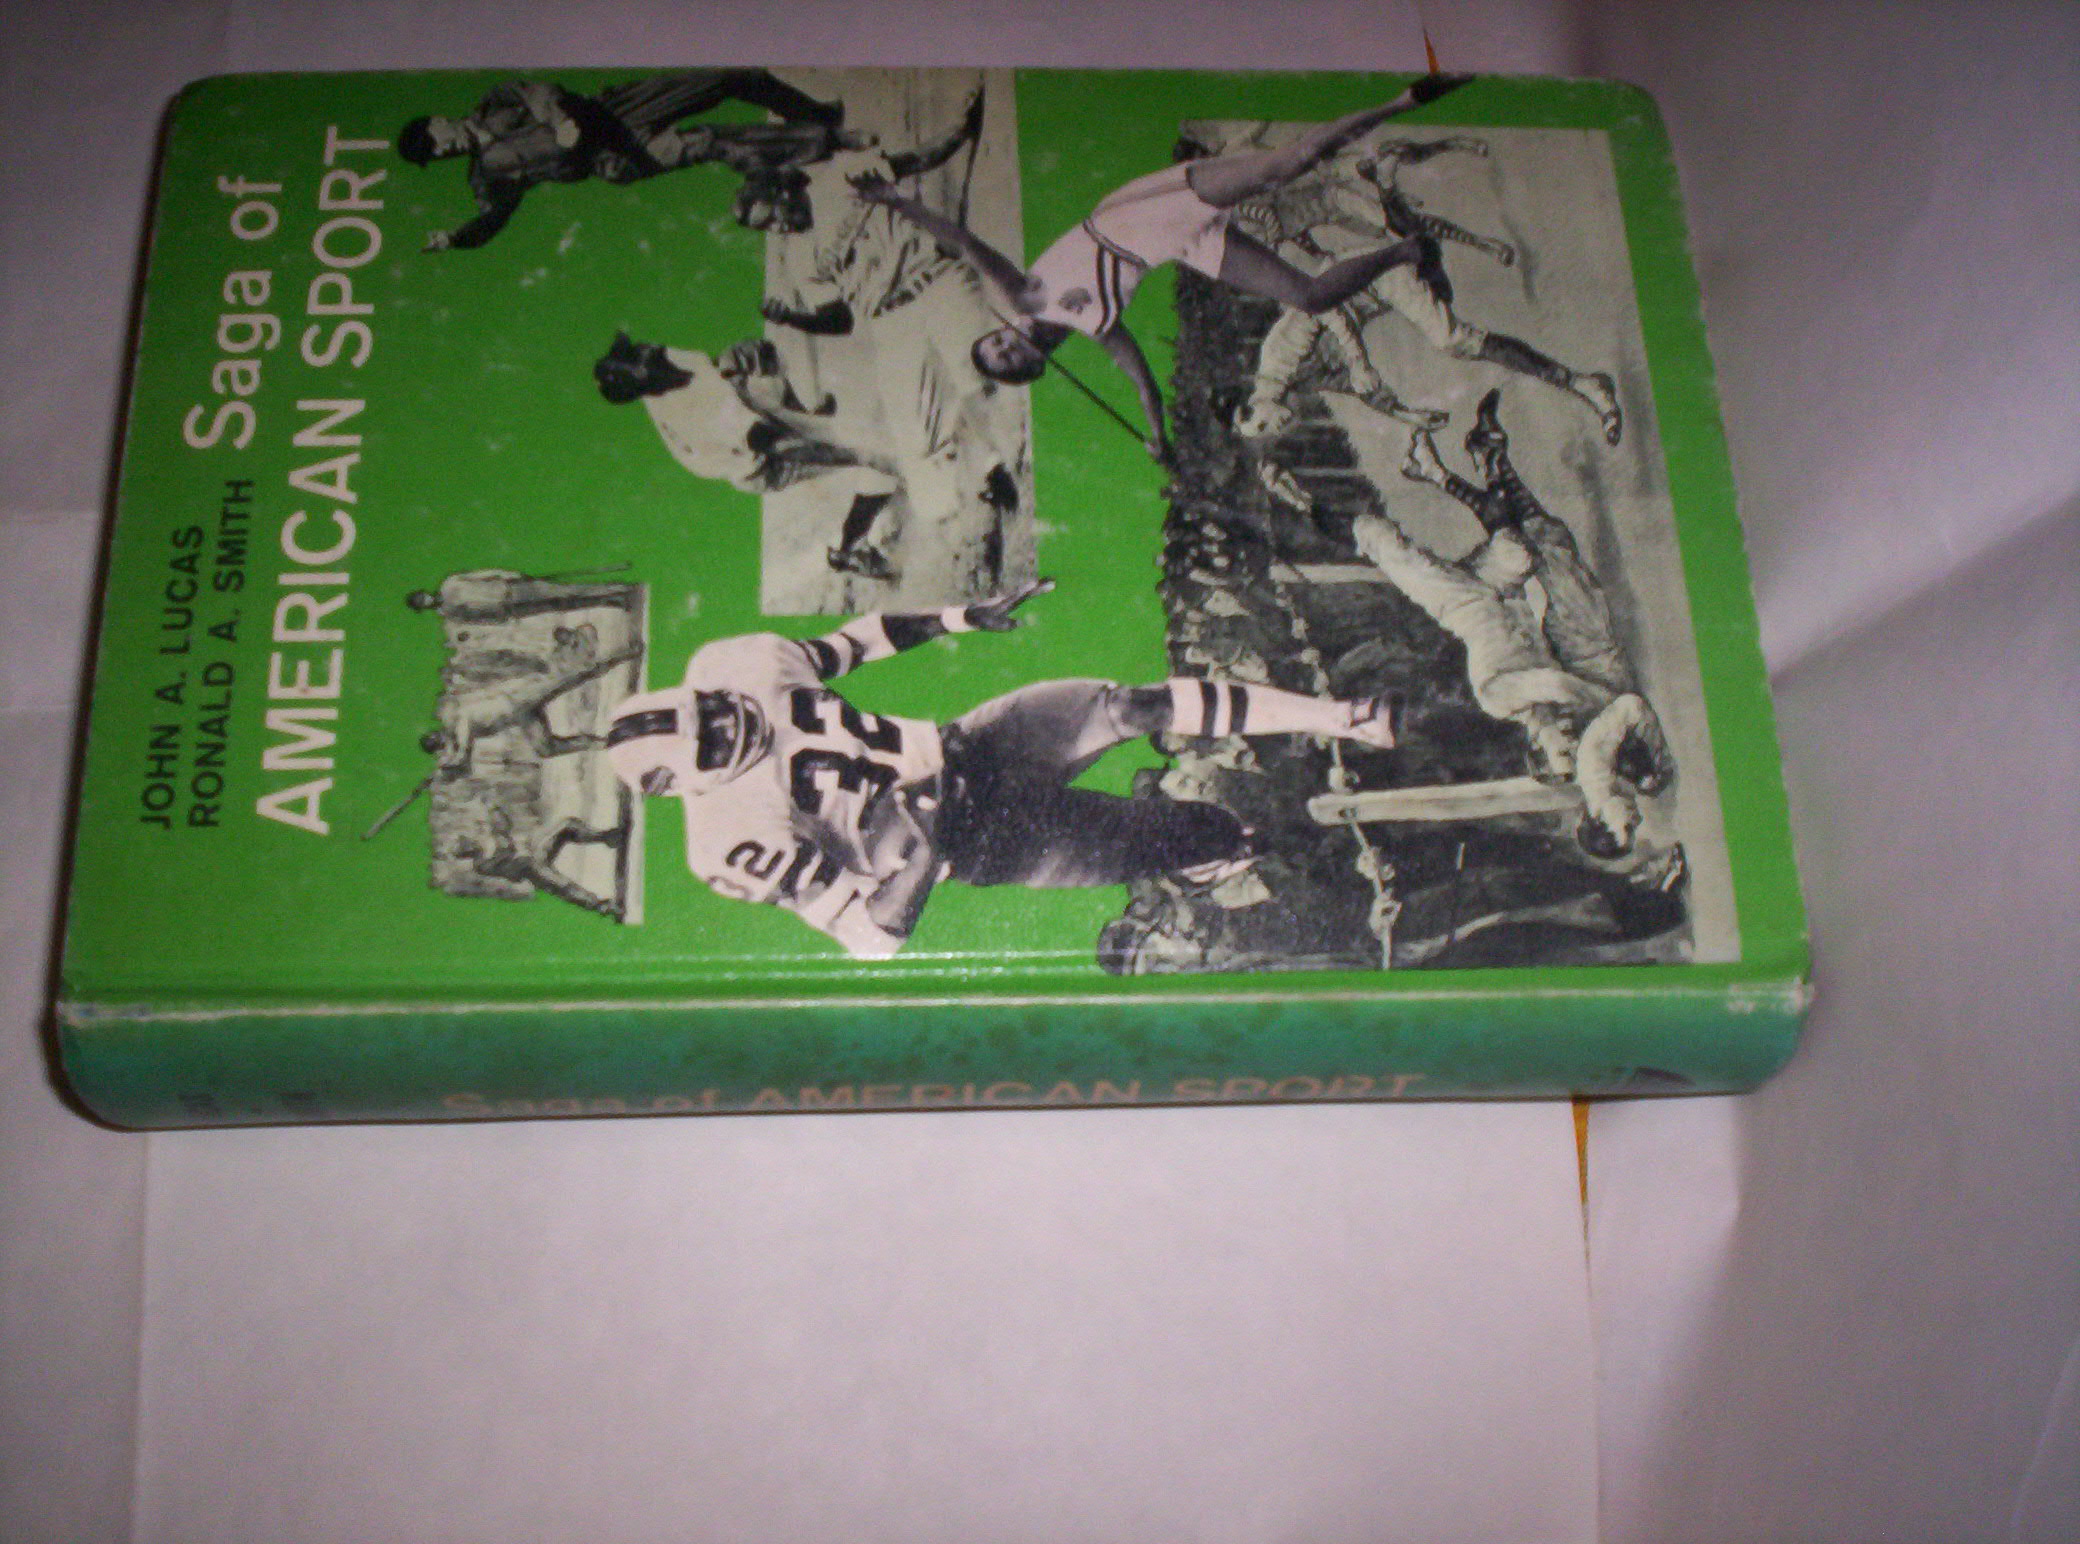 JOHN A. LUCAS
RONALD A. SMITH
Saga of
AMERICAN SPORT
32
32
Saga of AMERICAN SPORT